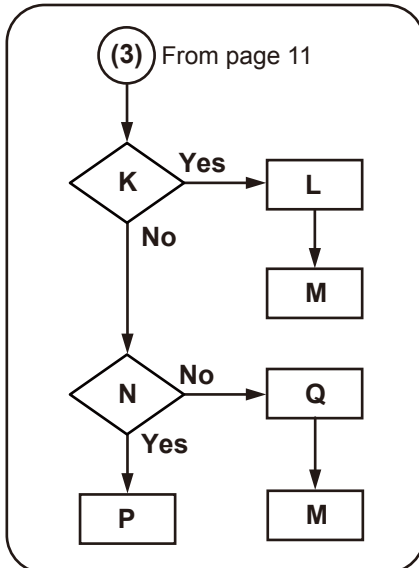 (3) From page 11
K
Yes
L
No
M
N
No
Q
Yes
P
M